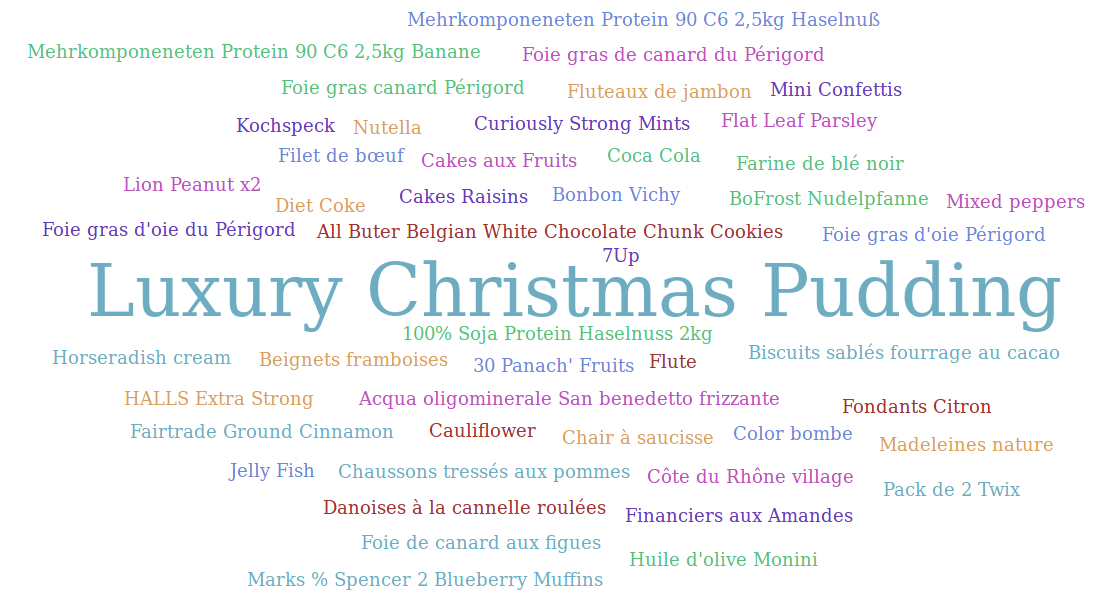 Mehrkomponeneten Protein 90 C6 2,5kg Haselnuß
Mehrkomponeneten Protein 90 C6 2,5kg Banane
Foie gras de canard du Périgord
Foie gras canard Périgord
Fluteaux de jambon
Mini Confettis
Kochspeck
Nutella
Curiously Strong Mints
Flat Leaf Parsley
Filet de bœuf
Cakes aux Fruits
Coca Cola
Farine de blé noir
Lion Peanut x2
Diet Coke
Cakes Raisins
Bonbon Vichy
BoFrost Nudelpfanne
Mixed peppers
Foie gras d'oie du Périgord
All Buter Belgian White Chocolate Chunk Cookies
Foie gras d'oie Périgord
7Up
Luxury Christmas Pudding
100% Soja Protein Haselnuss 2kg
Horseradish cream
Beignets framboises
30 Panach' Fruits
Flute
Biscuits sablés fourrage au cacao
HALLS Extra Strong
Acqua oligominerale San benedetto frizzante
Fondants Citron
Fairtrade Ground Cinnamon
Cauliflower
Chair à saucisse
Color bombe
Madeleines nature
Jelly Fish
Chaussons tressés aux pommes
Côte du Rhône village
Pack de 2 Twix
Danoises à la cannelle roulées
Financiers aux Amandes
Foie de canard aux figues
Huile d'olive Monini
Marks % Spencer 2 Blueberry Muffins